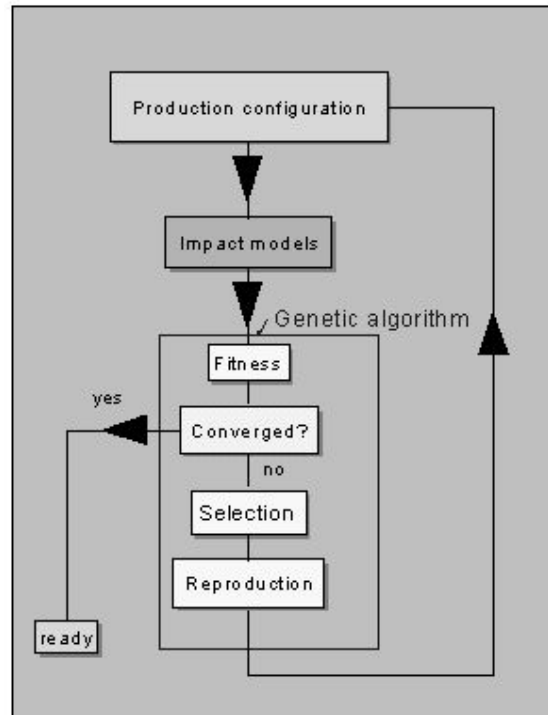 Production configuration
Impact models
Genetic algorithm
Fitness
yes
Converged?
no
Selection
Reproduction
ready